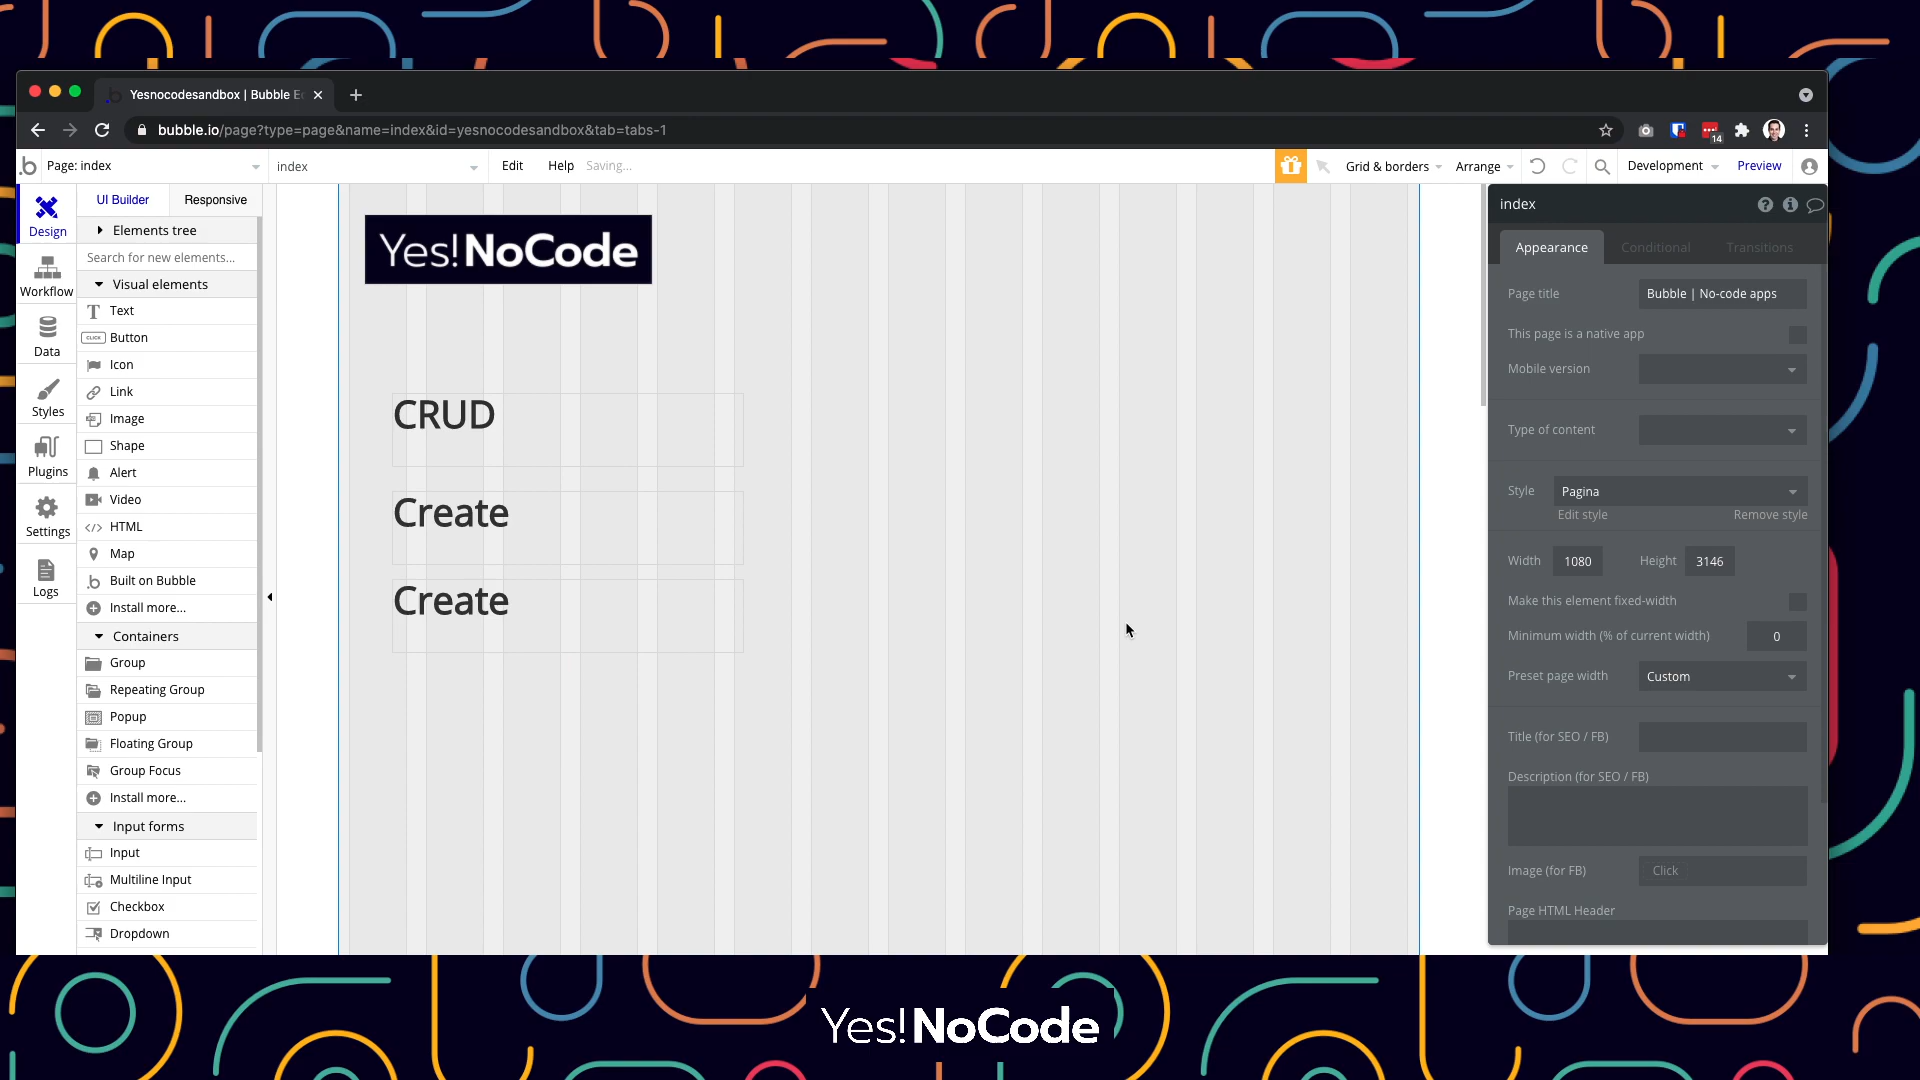 Yesnocodesandbox | Bubble E
14
bubble.io/page?type=page&name=index&id=yesnocodesandbox&tab=tabs-1
Page: index
index
Edit
Help
Saving...
Grid & borders
Arrange
Development
Preview
Design
Workflow
Data
Styles
Plugins
Settings
Logs
UI Builder
Responsive
Elements tree
Search for new elements...
Visual elements
Text
CLICK Button
Icon
Link
Image
Shape
Alert
Video
HTML
Map
Built on Bubble
Install more...
Containers
Group
Repeating Group
Popup
Floating Group
Group Focus
Install more...
Input forms
Input
Multiline Input
Checkbox
Dropdown
Yes!NoCode
CRUD
Create
Create
index
Appearance
Conditional
Transitions
Page title
Bubble | No-code apps
This page is a native app
Mobile version
Type of content
Style
Pagina
Edit style
Remove style
Width
1080
Height
3146
Make this element fixed-width
Minimum width (% of current width)
0
Preset page width
Custom
Title (for SEO / FB)
Description (for SEO / FB)
Image (for FB)
Click
Page HTML Header
Yes!NoCode